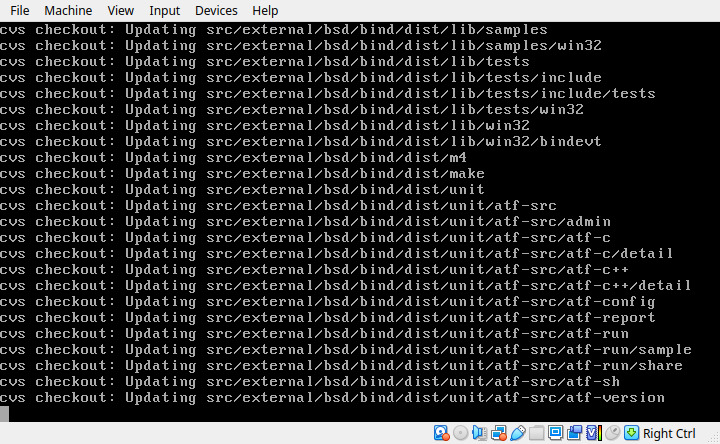 File Machine View Input Devices Help
cvs checkout: Updating src/external/bsd/bind/dist/lib/samples
cvs checkout: Updating src/external/bsd/bind/dist/lib/samples/win32
cvs checkout: Updating src/external/bsd/bind/dist/lib/tests
cvs checkout: Updating src/external/bsd/bind/dist/lib/tests/include
cvs checkout: Updating src/external/bsd/bind/dist/lib/tests/include/tests
cvs checkout: Updating src/external/bsd/bind/dist/lib/tests/win32
cvs checkout: Updating src/external/bsd/bind/dist/lib/win32
cvs checkout: Updating src/external/bsd/bind/dist/lib/win32/bindevt
cvs checkout: Updating src/external/bsd/bind/dist/m4
cvs checkout: Updating src/external/bsd/bind/dist/make
cvs checkout: Updating src/external/bsd/bind/dist/unit
cvs checkout: Updating src/external/bsd/bind/dist/unit/atf-src
cvs checkout: Updating src/external/bsd/bind/dist/unit/atf-src/admin
cvs checkout: Updating src/external/bsd/bind/dist/unit/atf-src/atf-c
cvs checkout: Updating src/external/bsd/bind/dist/unit/atf-src/atf-c/detail
cvs checkout: Updating src/external/bsd/bind/dist/unit/atf-src/atf-c++
cvs checkout: Updating src/external/bsd/bind/dist/unit/atf-src/atf-c++/detail
cvs checkout: Updating src/external/bsd/bind/dist/unit/atf-src/atf-config
cvs checkout: Updating src/external/bsd/bind/dist/unit/atf-src/atf-report
cvs checkout: Updating src/external/bsd/bind/dist/unit/atf-src/atf-run
cvs checkout: Updating src/external/bsd/bind/dist/unit/atf-src/atf-run/sample
cvs checkout: Updating src/external/bsd/bind/dist/unit/atf-src/atf-run/share
cvs checkout: Updating src/external/bsd/bind/dist/unit/atf-src/atf-sh
cvs checkout: Updating src/external/bsd/bind/dist/unit/atf-src/atf-version
Right Ctrl